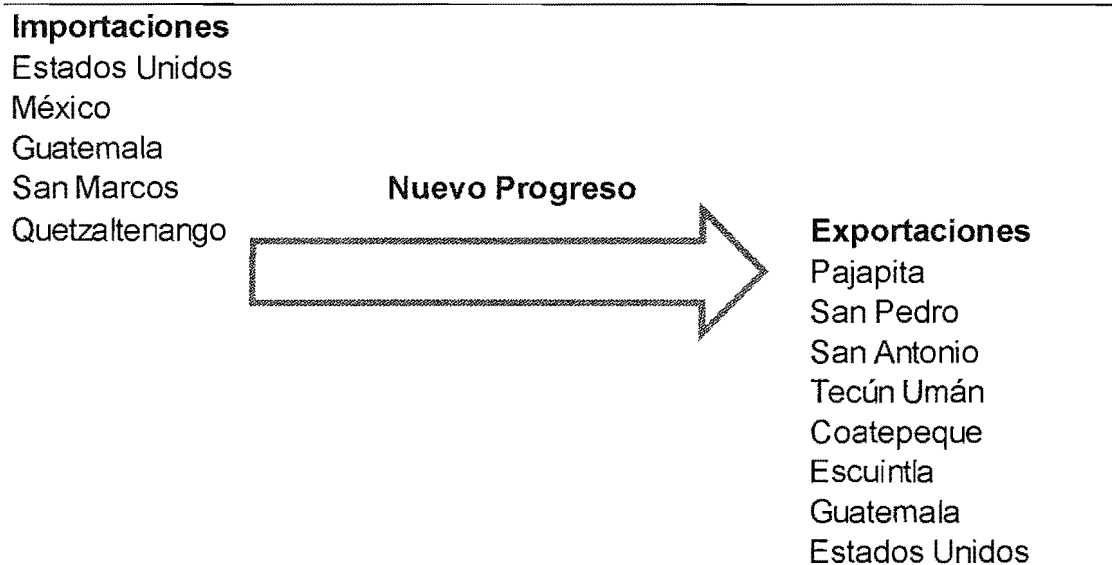 Importaciones
Estados Unidos
México
Guatemala
San Marcos
Quetzaltenango
Nuevo Progreso
Exportaciones
Pajapita
San Pedro
San Antonio
Tecún Umán
Coatepeque
Escuintla
Guatemala
Estados Unidos